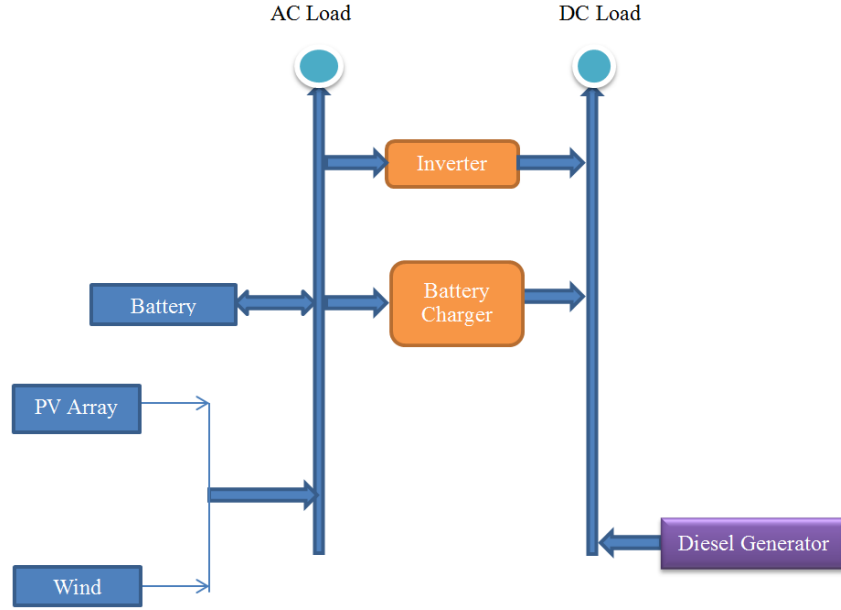 AC Load
DC Load
Inverter
Battery
Battery
Charger
PV Array
Wind
Diesel Generator